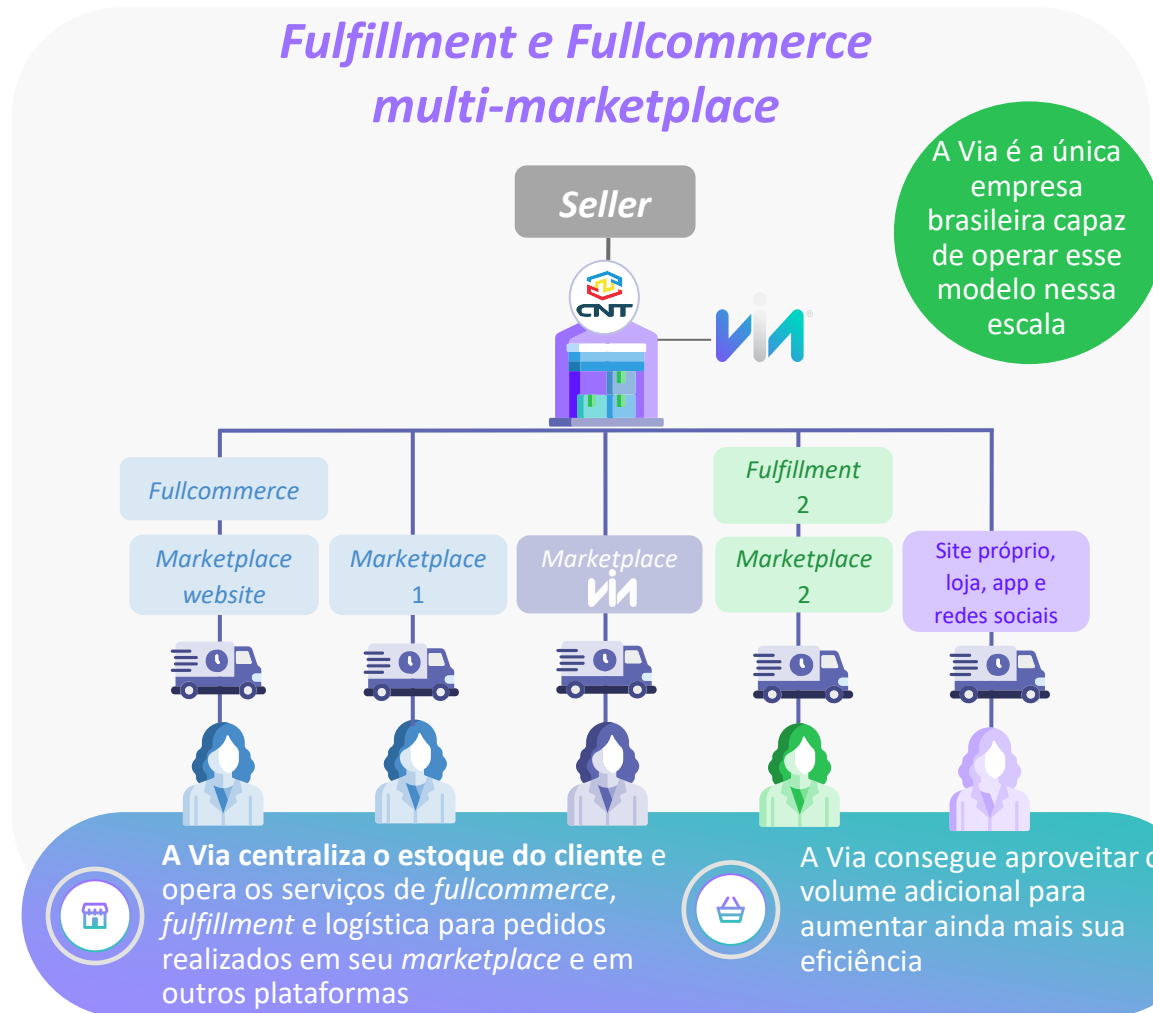 Fulfillment e Fullcommerce
multi-marketplace
A Via é a única
empresa
brasileira capaz
de operar esse
modelo nessa
escala
Seller
CNT
via
Fullcommerce
Fulfillment
2
Marketplace
website
Marketplace
1
Marketplace
via
Marketplace
2
Site próprio,
loja, app e
redes sociais
A Via centraliza o estoque do cliente e
opera os serviços de fullcommerce,
fulfillment e logística para pedidos
realizados em seu marketplace e em
outros plataformas
A Via consegue aproveitar o
volume adicional para
aumentar ainda mais sua
eficiência